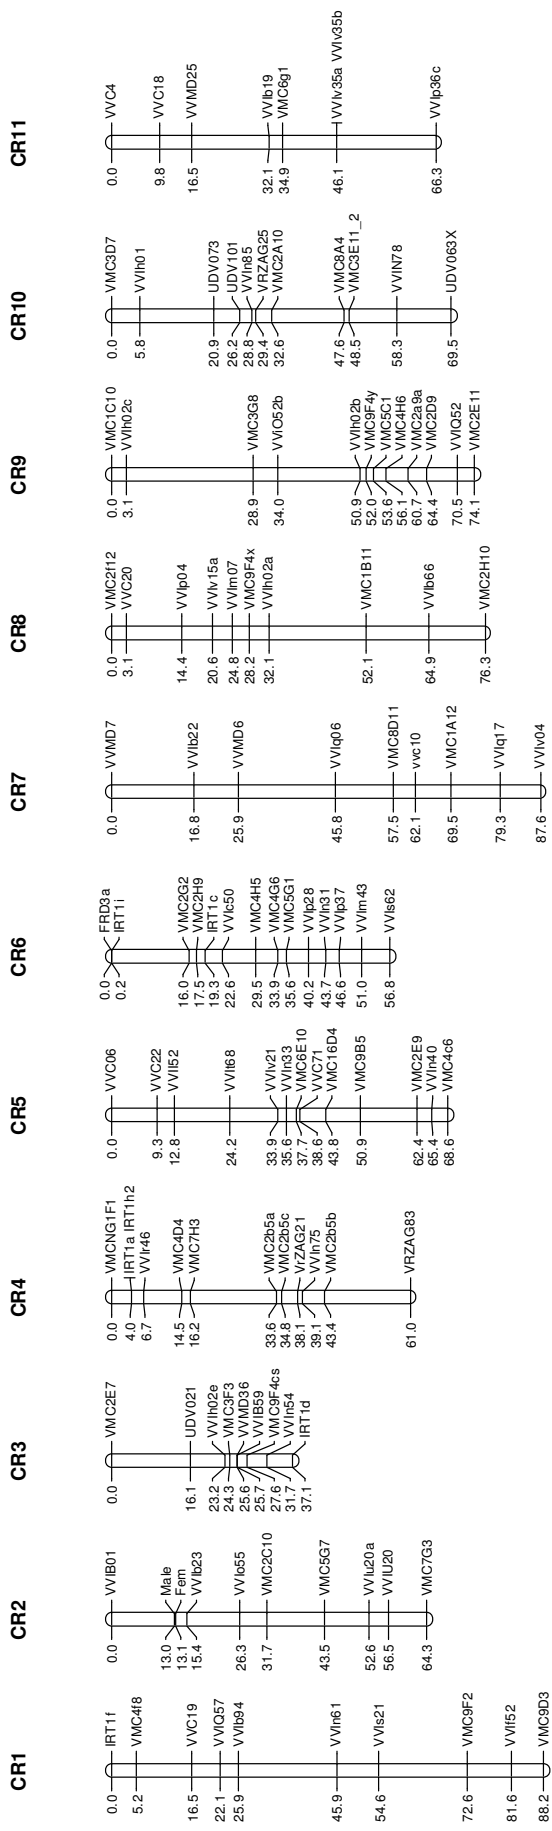 CR1
0.0 IRT1f
5.2 VMC4f8
16.5 VVC19
22.1 VVIQ57
25.9 VVIb94
45.9 VVIn61
54.6 VVIs21
72.6 VMC9F2
81.6 VVIf52
88.2 VMC9D3
CR2
0.0 VVIB01
13.0 Male
13.1 Fem
15.4 VVIb23
26.3 VVIo55
31.7 VMC2C10
43.5 VMC5G7
52.6 VVIu20a
56.5 VVIU20
64.3 VMC7G3
CR3
0.0 VMC2E7
16.1 UDV021
23.2 VVIh02e
24.3 VMC3F3
25.6 VVMD36
25.7 VVIB59
27.6 VMC9F4cs
31.7 VVIn54
37.1 IRT1d
CR4
0.0 VMCNG1F1
4.0 IRT1a IRT1h2
6.7 VVIr46
14.5 VMC4D4
16.2 VMC7H3
33.6 VMC2b5a
34.8 VMC2b5c
38.1 VrZAG21
39.1 VVIn75
43.4 VMC2b5b
61.0 VRZAG83
CR5
0.0 VVC06
9.3 VVC22
12.8 VVII52
24.2 VVIt68
33.9 VVIv21
35.6 VVIn33
37.7 VMC6E10
38.6 VVC71
43.8 VMC16D4
50.9 VMC9B5
62.4 VMC2E9
65.4 VVIn40
68.6 VMC4c6
CR6
0.0 FRD3a
0.2 IRT1i
16.0 VMC2G2
17.5 VMC2H9
19.3 IRT1c
22.6 VVIc50
29.5 VMC4H5
33.9 VMC4G6
35.6 VMC5G1
40.2 VVIp28
43.7 VVIn31
46.6 VVIp37
51.0 VVIm43
56.8 VVIs62
CR7
0.0 VVMD7
16.8 VVIb22
25.9 VVMD6
45.8 VVIq06
57.5 VMC8D11
62.1 vvc10
69.5 VMC1A12
79.3 VVIq17
87.6 VVIv04
CR8
0.0 VMC2f12
3.1 VVC20
14.4 VVIp04
20.6 VVIv15a
24.8 VVIm07
28.2 VMC9F4x
32.1 VVIh02a
52.1 VMC1B11
64.9 VVIb66
76.3 VMC2H10
CR9
0.0 VMC1C10
3.1 VVIh02c
28.9 VMC3G8
34.0 VVIO52b
50.9 VVIh02b
52.0 VMC9F4y
53.6 VMC5C1
56.1 VMC4H6
60.7 VMC2a9a
64.4 VMC2D9
70.5 VVIQ52
74.1 VMC2E11
CR10
0.0 VMC3D7
5.8 VVIh01
20.9 UDV073
26.2 UDV101
28.8 VVIn85
29.4 VRZAG25
32.6 VMC2A10
47.6 VMC8A4
48.5 VMC3E11_2
58.3 VVIN78
69.5 UDV063X
CR11
0.0 VVC4
9.8 VVC18
16.5 VVMD25
32.1 VVIb19
34.9 VMC6g1
46.1 VVIv35a VVIv35b
66.3 VVIp36c